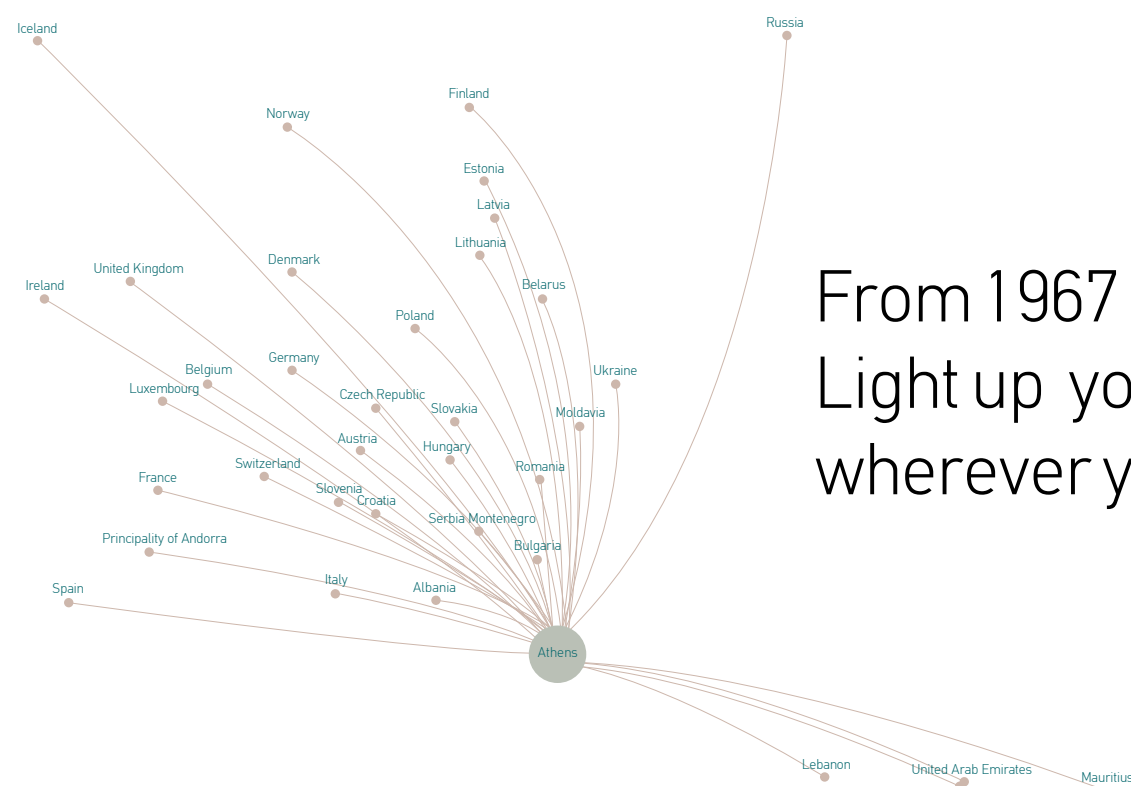 Iceland
Russia
Finland
Norway
Estonia
Latvia
Lithuania
Denmark
United Kingdom
Ireland
Belarus
Poland
Germany
Belgium
Luxembourg
Ukraine
Czech Republic
Slovakia
Moldavia
Austria
Hungary
Switzerland
Romania
France
Slovenia
Croatia
Serbia Montenegro
Principality of Andorra
Bulgaria
Italy
Albania
Spain
Athens
Lebanon
United Arab Emirates
Mauritius
From 1967
Light up yo
wherever y